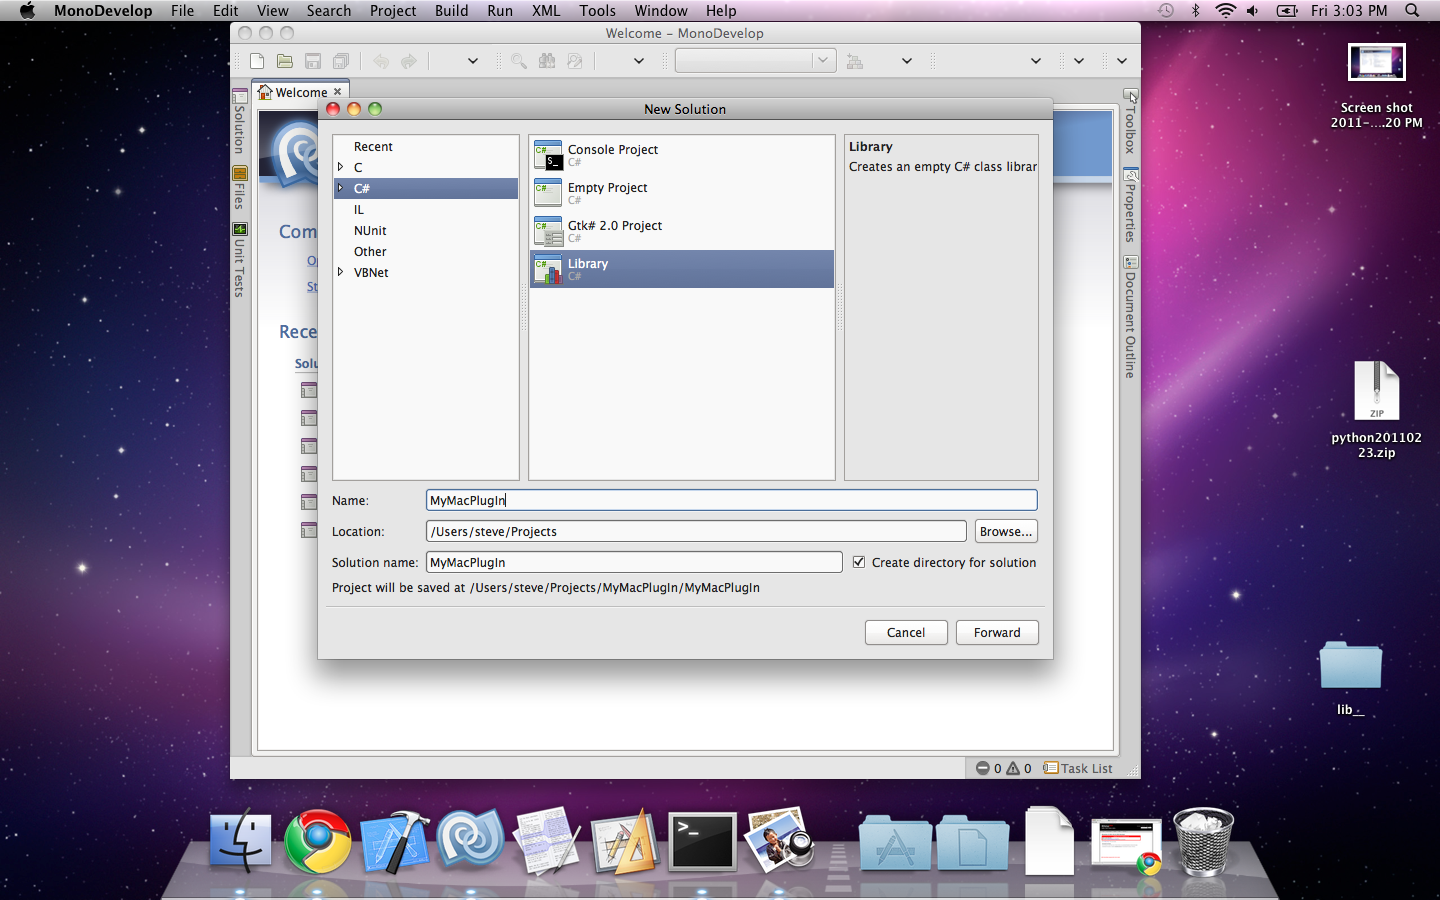 MonoDevelop File Edit View Search Project Build Run XML Tools Window Help Fri 3:03 PM
Welcome – MonoDevelop
Welcome
Solution
Files
Unit Tests
Toolbox
Properties
Document Outline
Com
Op
St
Rece
Solu
New Solution
Recent
C
C#
IL
NUnit
Other
VBNet
Console Project
C#
Empty Project
C#
Gtk# 2.0 Project
C#
Library
C#
Library
Creates an empty C# class librar
Name: MyMacPlugIn
Location: /Users/steve/Projects Browse...
Solution name: MyMacPlugIn Create directory for solution
Project will be saved at /Users/steve/Projects/MyMacPlugIn/MyMacPlugIn
Cancel Forward
0 0 Task List
Screen shot
2011-....20 PM
ZIP
python201102
23.zip
lib__